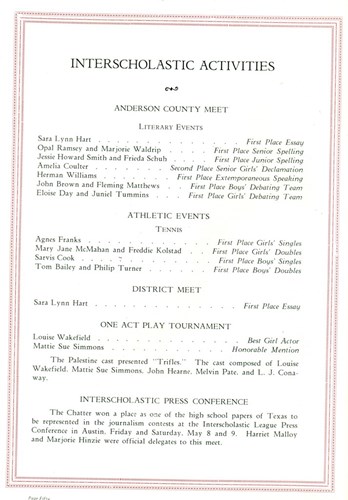 INTERSCHOLASTIC ACTIVITIES
ANDERSON COUNTY MEET
LITERARY EVENTS
Sara Lynn Hart . . . . . . . . . . . . . First Place Essay
Opal Ramsey and Marjorie Waldrip . . . . First Place Senior Spelling
Jessie Howard Smith and Frieda Schuh . . . . First Place Junior Spelling
Amelia Coulter . . . . . . . Second Place Senior Girls' Declamation
Herman Williams . . . . . . . First Place Extemporaneous Speaking
John Brown and Fleming Matthews . . First Place Boys' Debating Team
Eloise Day and Juniel Tummins . . . First Place Girls' Debating Team
ATHLETIC EVENTS
TENNIS
Agnes Franks . . . . . . . . . . . . First Place Girls' Singles
Mary Jane McMahan and Freddie Kolstad . . First Place Girls' Doubles
Sarvis Cook . . . . . . . . . . . . First Place Boys' Singles
Tom Bailey and Philip Turner . . . . . . First Place Boys' Doubles
DISTRICT MEET
Sara Lynn Hart . . . . . . . . . . . . . First Place Essay
ONE ACT PLAY TOURNAMENT
Louise Wakefield . . . . . . . . . . . . . Best Girl Actor
Mattie Sue Simmons . . . . . . . . . . . Honorable Mention
The Palestine cast presented "Trifles." The cast composed of Louise
Wakefield, Mattie Sue Simmons, John Hearne, Melvin Pate, and L. J. Cona-
way.
INTERSCHOLASTIC PRESS CONFERENCE
The Chatter won a place as one of the high school papers of Texas to
be represented in the journalism contests at the Interscholastic League Press
Conference in Austin, Friday and Saturday, May 8 and 9. Harriet Malloy
and Marjorie Hinzie were official delegates to this meet.
Page Fifty